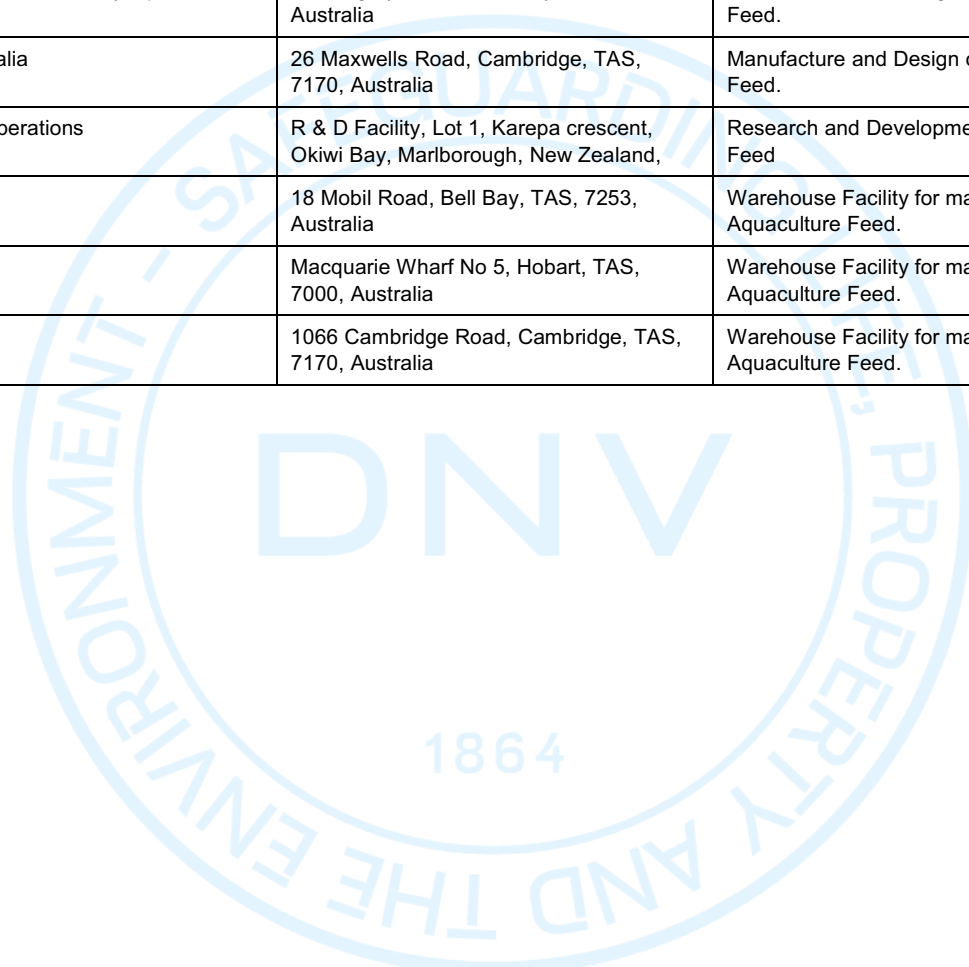 Australia
Feed.
alia
26 Maxwells Road, Cambridge, TAS,
7170, Australia
Manufacture and Design
Feed.
perations
R & D Facility, Lot 1, Karepa crescent,
Okiwi Bay, Marlborough, New Zealand,
Research and Developme
Feed
18 Mobil Road, Bell Bay, TAS, 7253,
Australia
Warehouse Facility for ma
Aquaculture Feed.
Macquarie Wharf No 5, Hobart, TAS,
7000, Australia
Warehouse Facility for ma
Aquaculture Feed.
1066 Cambridge Road, Cambridge, TAS,
7170, Australia
Warehouse Facility for ma
Aquaculture Feed.
SAFEGUARDING LIFE, PROPERTY AND THE ENVIRONMENT –
DNV
1864